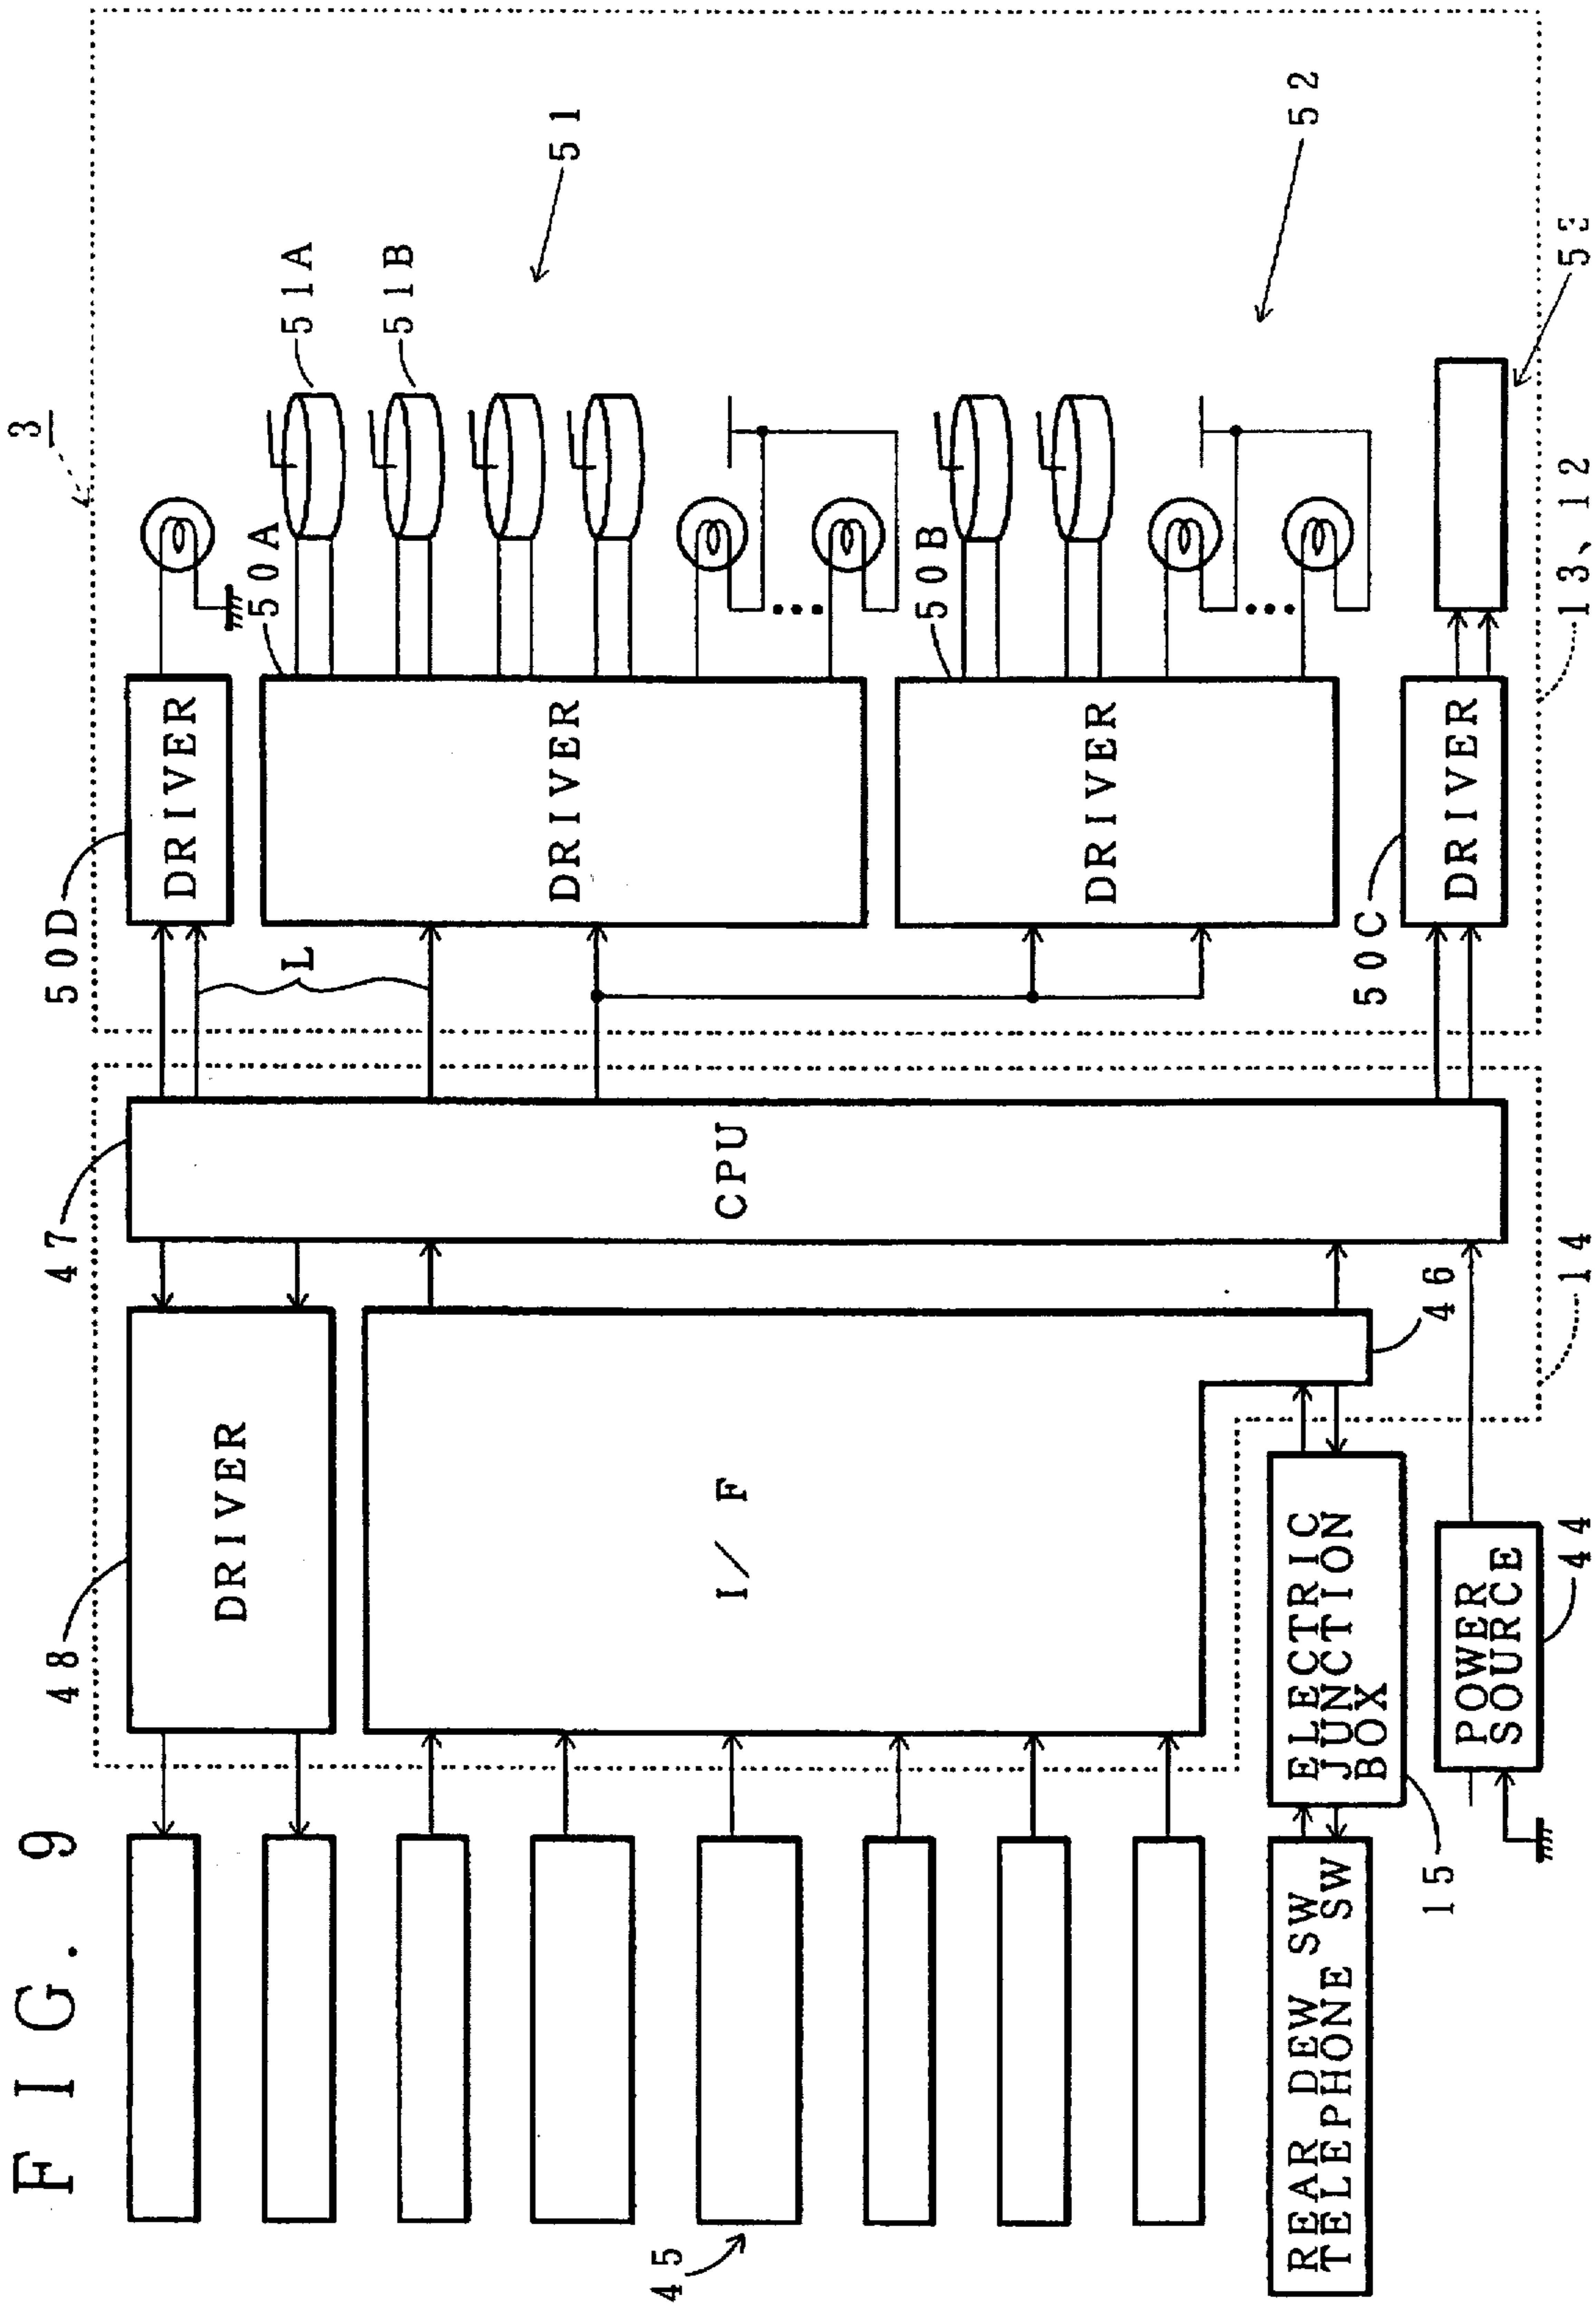 FIG. 9
48
47
50D
3
DRIVER
CPU
DRIVER
L
50A
51A
51B
51
I/F
DRIVER
45
50B
DRIVER
52
46
REAR DEW SW
TELEPHONE SW
ELECTRIC
JUNCTION
BOX
15
POWER
SOURCE
44
14
50C
DRIVER
13、12
53